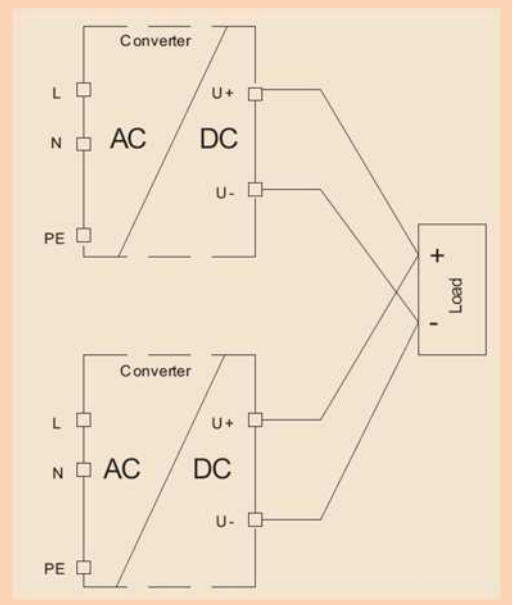 Converter
L
U+
N
AC
DC
U-
PE
+
Load
-
Converter
L
U+
N
AC
DC
U-
PE